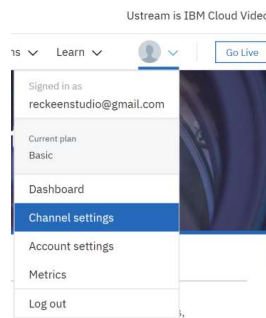 Ustream is IBM Cloud Video
ns Learn Go Live
Signed in as
reckeenstudio@gmail.com
Current plan
Basic
Dashboard
Channel settings
Account settings
Metrics
Log out
s,